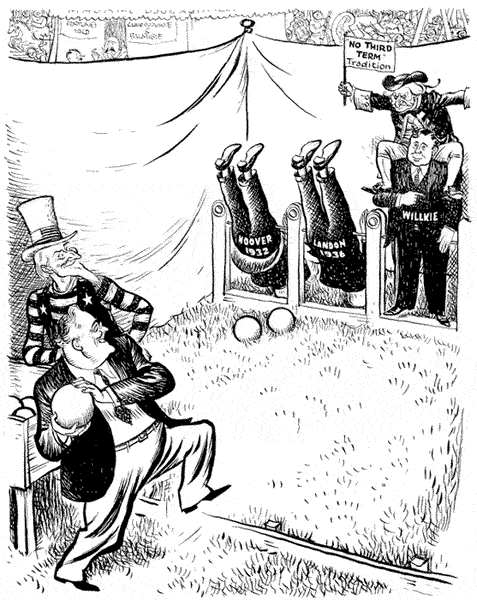 NO THIRD
TERM
Tradition
HOOVER
1932
LANDON
1936
WILLKIE